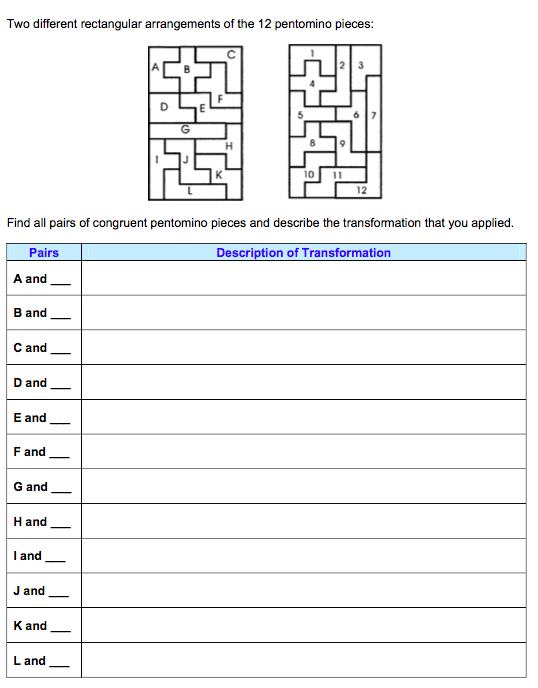 Two different rectangular arrangements of the 12 pentomino pieces:
C 1
A B 2 3
4
D E F 5 6 7
G
H 8 9
I J
K 10 11
L 12
Find all pairs of congruent pentomino pieces and describe the transformation that you applied.
Pairs Description of Transformation
A and ___
B and ___
C and ___
D and ___
E and ___
F and ___
G and ___
H and ___
I and ___
J and ___
K and ___
L and ___